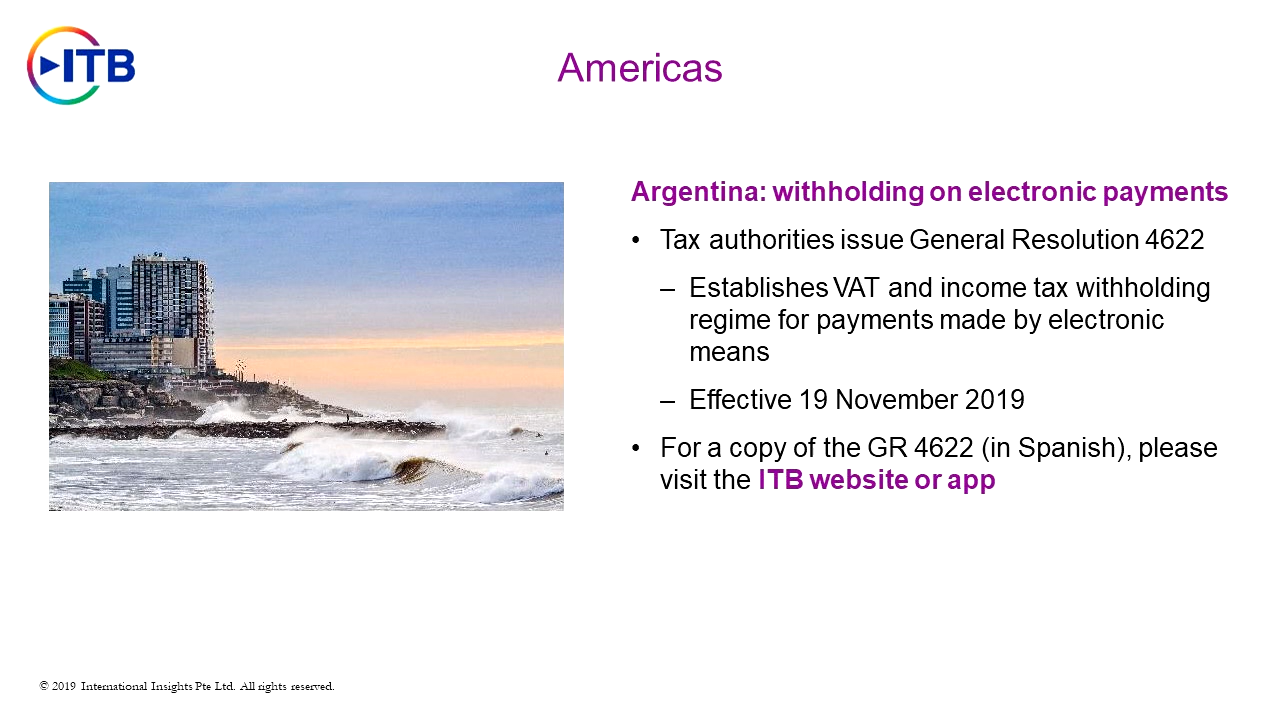 ITB
Americas
Argentina: withholding on electronic payments
• Tax authorities issue General Resolution 4622
– Establishes VAT and income tax withholding
regime for payments made by electronic
means
– Effective 19 November 2019
• For a copy of the GR 4622 (in Spanish), please
visit the ITB website or app
© 2019 International Insights Pte Ltd. All rights reserved.